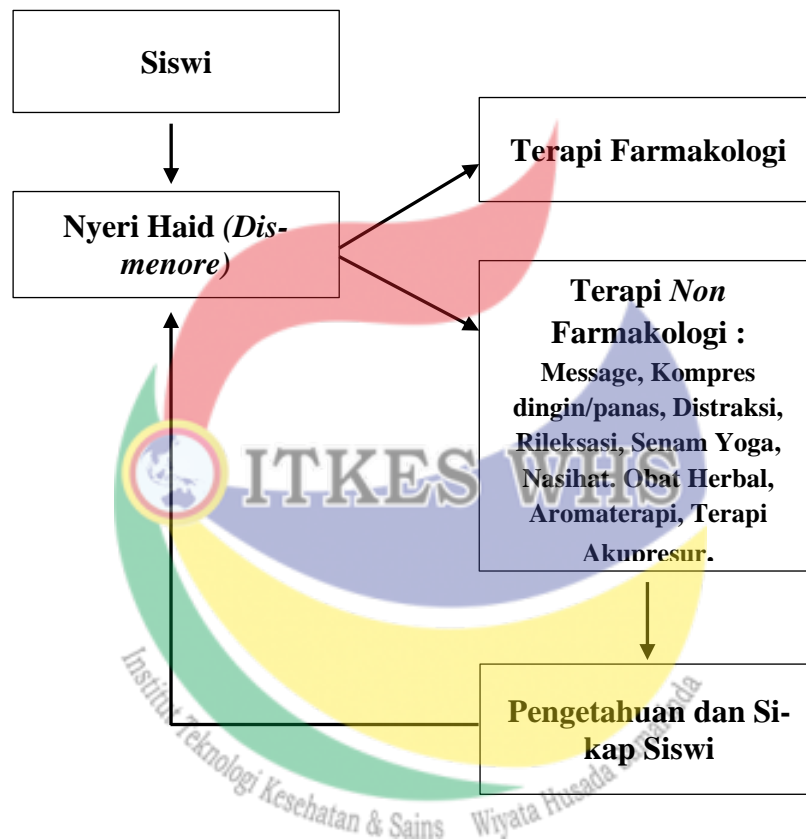 Siswi
Terapi Farmakologi
Nyeri Haid (Dis-
menore)
Terapi Non
Farmakologi :
Message, Kompres
dingin/panas, Distraksi,
Rileksasi, Senam Yoga,
Nasihat. Obat Herbal,
Aromaterapi, Terapi
Akupresur.
ITKES WHS
Pengetahuan dan Si-
kap Siswi
Institut Teknologi Kesehatan & Sains Wiyata Husada Samarinda